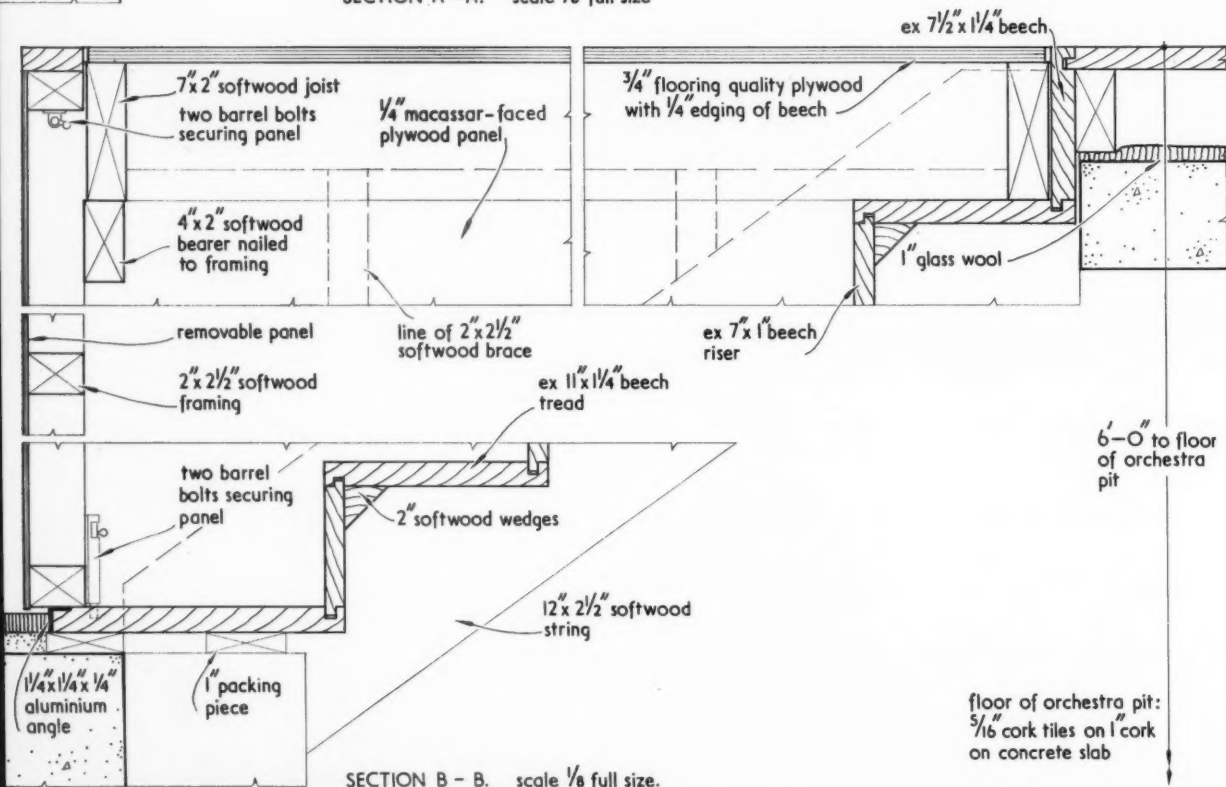 SECTION A – A. scale 1/8 full size
ex 7½" x 1¼" beech
7" x 2" softwood joist
two barrel bolts
securing panel
¼" macassar-faced
plywood panel
¾" flooring quality plywood
with ¼" edging of beech
4" x 2" softwood
bearer nailed
to framing
1" glass wool
removable panel
line of 2" x 2½"
softwood brace
ex 7" x 1" beech
riser
2" x 2½" softwood
framing
ex 11" x 1¼" beech
tread
6'–0" to floor
of orchestra
pit
two barrel
bolts securing
panel
2" softwood wedges
12" x 2½" softwood
string
1¼" x 1¼" x ¼"
aluminium
angle
1" packing
piece
floor of orchestra pit:
5/16" cork tiles on 1" cork
on concrete slab
SECTION B – B. scale 1/8 full size.